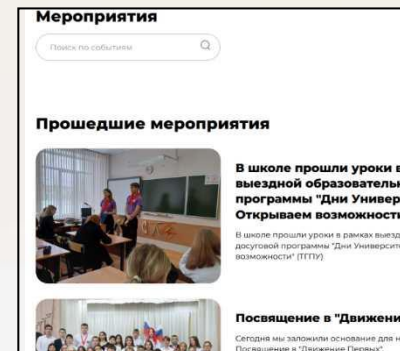 Мероприятия
Поиск по событиям
Прошедшие мероприятия
В школе прошли уроки в
выездной образовательн
программы "Дни Универ
Открываем возможност
В школе прошли уроки в рамках выезд
досуговой программы "Дни Университ
возможности" (ТГПУ)
Посвящение в "Движени
Сегодня мы заложили основание для н
Посвящение в "Движение Первых".